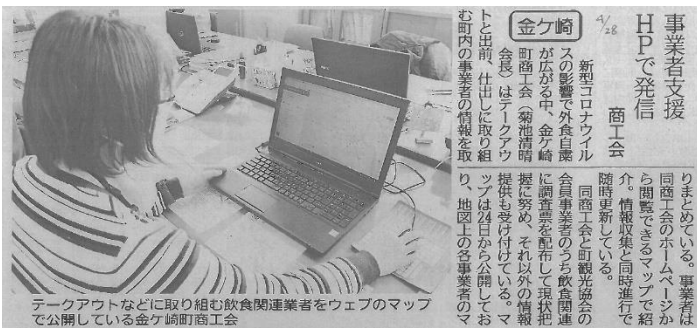 事業者支援
HPで発信
商工会
4/28
金ケ崎
新型コロナウイル
スの影響で外食自粛
が広がる中、金ケ崎
町商工会（菊池清晴
会長）はテークアウ
トと出前、仕出しに取り組
む町内の事業者の情報を取
りまとめている。事業者は
同商工会のホームページか
ら閲覧できるマップで紹
介。情報収集と同時進行で
随時更新している。
同商工会と町観光協会の
会員事業者のうち飲食関連
に調査票を配布して現状把
握に努め、それ以外の情報
提供も受け付けている。マ
ップは24日から公開してお
り、地図上の各事業者のマ
テークアウトなどに取り組む飲食関連業者をウェブのマップ
で公開している金ケ崎町商工会